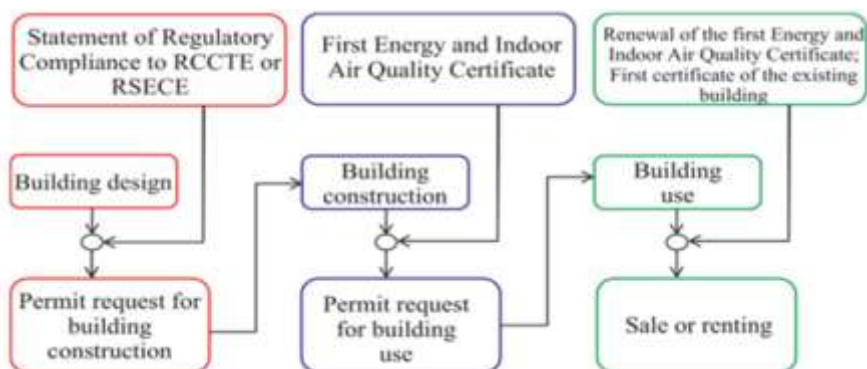 Statement of Regulatory
Compliance to RCCTE or
RSECE
First Energy and Indoor
Air Quality Certificate
Renewal of the first Energy and
Indoor Air Quality Certificate;
First certificate of the existing
building
Building design
Building
construction
Building
use
Permit request for
building
construction
Permit request
for building
use
Sale or renting